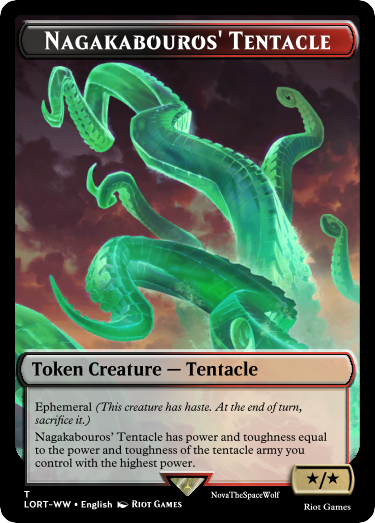 Nagakabouros' Tentacle
Token Creature — Tentacle
Ephemeral (This creature has haste. At the end of turn,
sacrifice it.)
Nagakabouros' Tentacle has power and toughness equal
to the power and toughness of the tentacle army you
control with the highest power.
★/★
T
LORT-WW • English Riot Games
NovaTheSpaceWolf
Riot Games